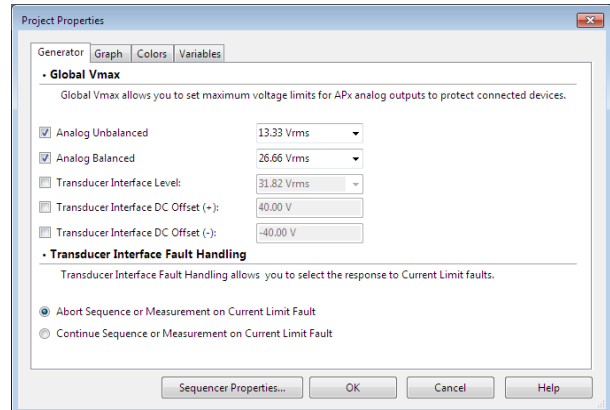 Project Properties
Generator Graph Colors Variables
• Global Vmax
Global Vmax allows you to set maximum voltage limits for APx analog outputs to protect connected devices.
Analog Unbalanced 13.33 Vrms
Analog Balanced 26.66 Vrms
Transducer Interface Level: 31.82 Vrms
Transducer Interface DC Offset (+): 40.00 V
Transducer Interface DC Offset (-): -40.00 V
• Transducer Interface Fault Handling
Transducer Interface Fault Handling allows you to select the response to Current Limit faults.
Abort Sequence or Measurement on Current Limit Fault
Continue Sequence or Measurement on Current Limit Fault
Sequencer Properties... OK Cancel Help